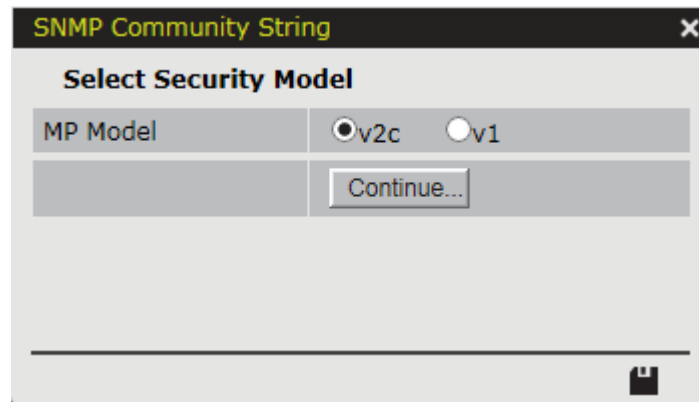 SNMP Community String
Select Security Model
MP Model v2c v1
Continue...